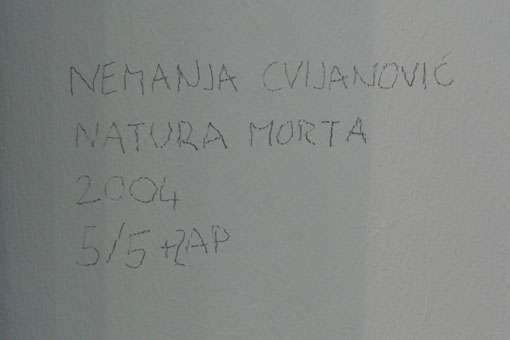 NEMANJA CVIJANOVIĆ
NATURA MORTA
2004
5/5 +2AP